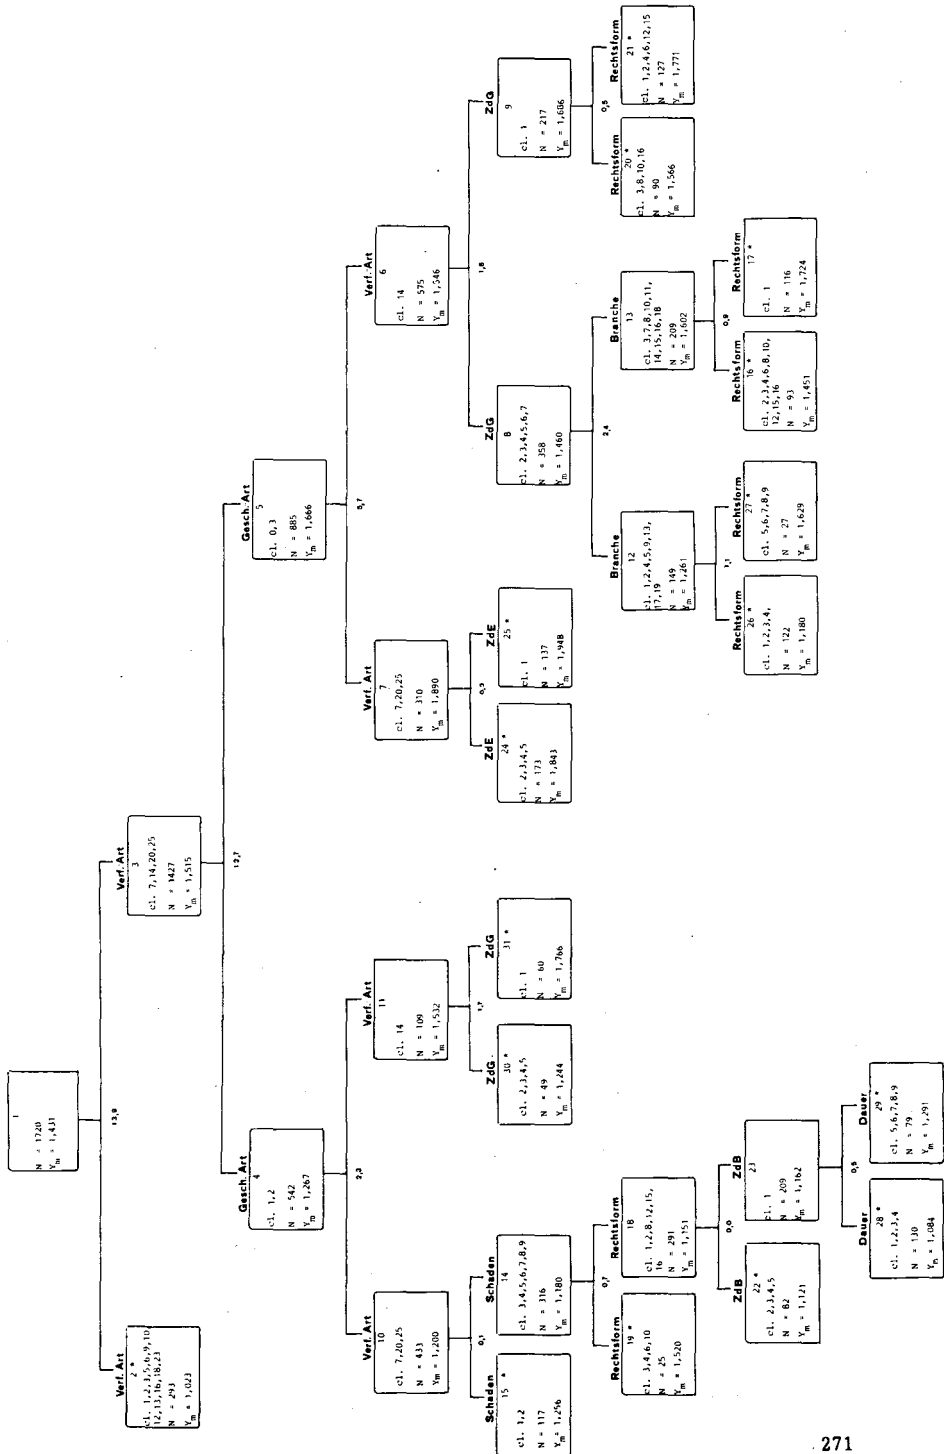 1
N = 1720
Ym = 1,431
13,9
Verf. Art
2 *
cl. 1,2,3,5,6,9,10
12,13,16,18,23
N = 293
Ym = 1,023
Verf. Art
3
cl. 7,14,20,25
N = 1427
Ym = 1,515
12,7
Gesch. Art
4
cl. 1,2
N = 542
Ym = 1,267
2,3
Gesch. Art
5
cl. 0,3
N = 885
Ym = 1,666
5,7
Verf. Art
10
cl. 7,20,25
N = 433
Ym = 1,200
0,1
Verf. Art
11
cl. 14
N = 109
Ym = 1,532
1,7
Verf. Art
7
cl. 7,20,25
N = 310
Ym = 1,890
Verf. Art
6
cl. 14
N = 575
Ym = 1,546
Schaden
15 *
cl. 1,2
N = 117
Ym = 1,256
Schaden
14
cl. 3,4,5,6,7,8,9
N = 316
Ym = 1,180
0,7
ZdG
30 *
cl. 2,3,4,5
N = 49
Ym = 1,244
ZdG
31 *
cl. 1
N = 60
Ym = 1,766
ZdE
24 *
cl. 2,3,4,5
N = 173
Ym = 1,843
ZdE
25 *
cl. 1
N = 137
Ym = 1,948
ZdG
8
cl. 2,3,4,5,6,7
N = 358
Ym = 1,460
2,4
ZdG
9
cl. 1
N = 217
Ym = 1,686
0,5
Rechtsform
19 *
cl. 3,4,6,10
N = 25
Ym = 1,520
Rechtsform
18
cl. 1,2,8,12,15,
16
N = 291
Ym = 1,151
0,0
Branche
12
cl. 1,2,4,5,9,13,
17,19
N = 149
Ym = 1,261
1,1
Branche
13
cl. 3,7,8,10,11,
14,15,16,18
N = 209
Ym = 1,602
0,9
Rechtsform
20 *
cl. 3,8,10,16
N = 90
Ym = 1,566
Rechtsform
21 *
cl. 1,2,4,6,12,15
N = 127
Ym = 1,771
ZdB
22 *
cl. 2,3,4,5
N = 82
Ym = 1,121
ZdB
23
cl. 1
N = 209
Ym = 1,162
0,5
Rechtsform
26 *
cl. 1,2,3,4,
N = 122
Ym = 1,180
Rechtsform
27 *
cl. 5,6,7,8,9
N = 27
Ym = 1,629
Rechtsform
16 *
cl. 2,3,4,6,8,10,
12,15,16
N = 93
Ym = 1,451
Rechtsform
17 *
cl. 1
N = 116
Ym = 1,724
Dauer
28 *
cl. 1,2,3,4
N = 130
Ym = 1,084
Dauer
29 *
cl. 5,6,7,8,9
N = 79
Ym = 1,291
271